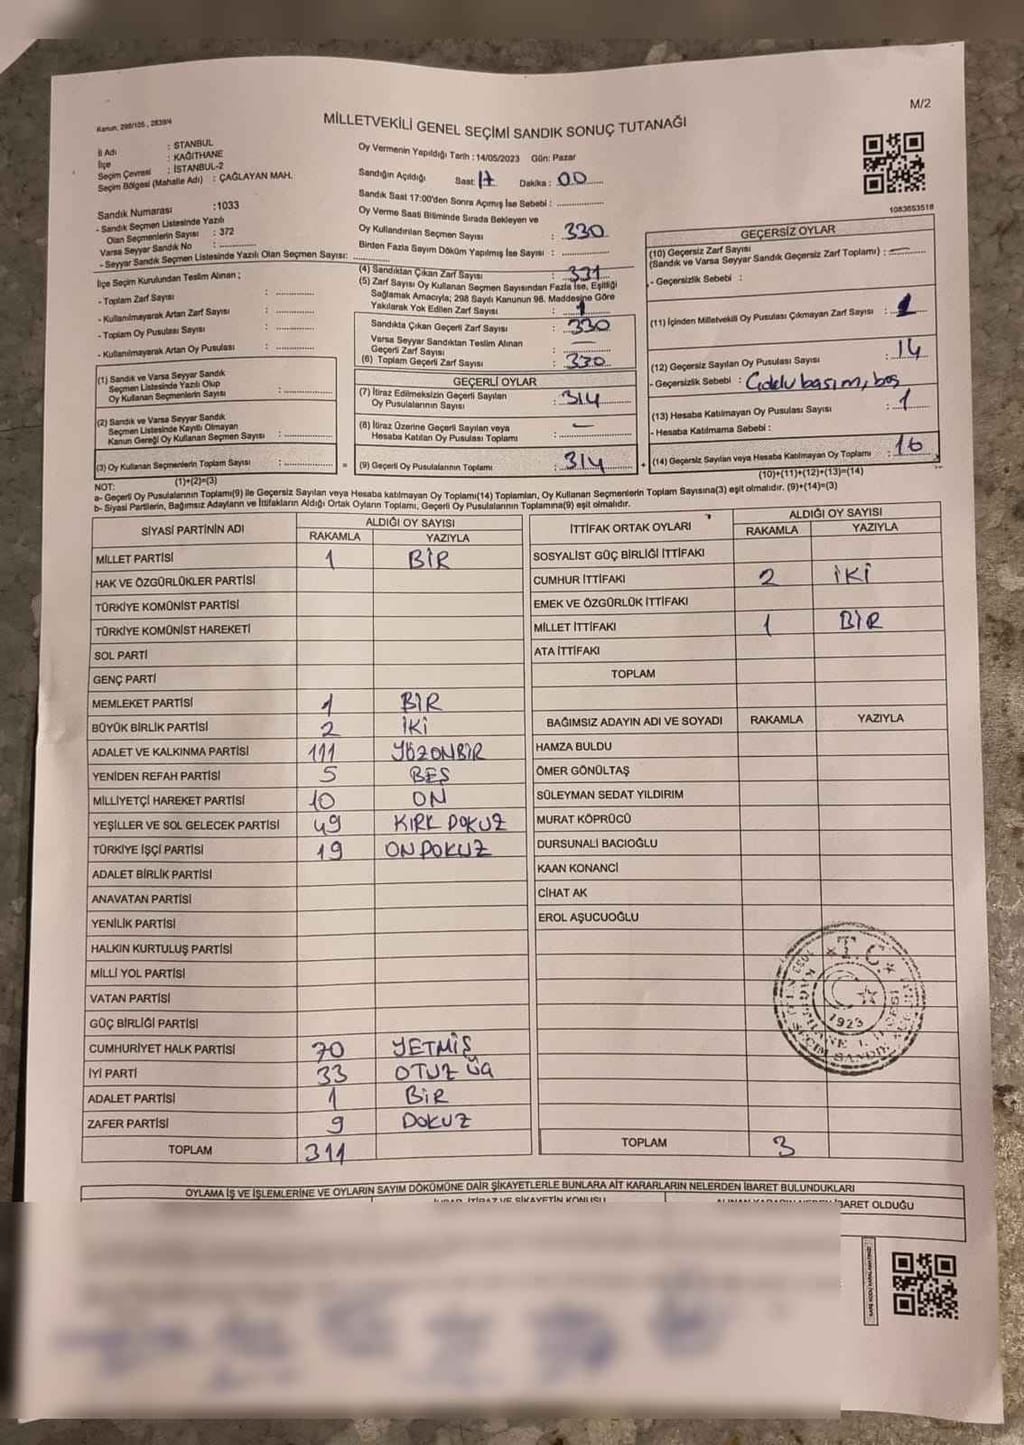 M/2
Kanun, 298/105, 2839/4
MİLLETVEKİLİ GENEL SEÇİMİ SANDIK SONUÇ TUTANAĞI
İl Adı : STANBUL
İlçe : KAĞITHANE
Seçim Çevresi : İSTANBUL-2
Seçim Bölgesi (Mahalle Adı) : ÇAĞLAYAN MAH.
Sandık Numarası :1033
- Sandık Seçmen Listesinde Yazılı
Olan Seçmenlerin Sayısı : 372
Varsa Seyyar Sandık No :
- Seyyar Sandık Seçmen Listesinde Yazılı Olan Seçmen Sayısı:
İlçe Seçim Kurulundan Teslim Alınan ;
- Toplam Zarf Sayısı :
- Kullanılmayarak Artan Zarf Sayısı :
- Toplam Oy Pusulası Sayısı :
- Kullanılmayarak Artan Oy Pusulası :
(1) Sandık ve Varsa Seyyar Sandık
Seçmen Listesinde Yazılı Olup
Oy Kullanan Seçmenlerin Sayısı :
(2) Sandık ve Varsa Seyyar Sandık
Seçmen Listesinde Kayıtlı Olmayan
Kanun Gereği Oy Kullanan Seçmen Sayısı :
(3) Oy Kullanan Seçmenlerin Toplam Sayısı :
(1)+(2)=(3)
Oy Vermenin Yapıldığı Tarih : 14/05/2023 Gün: Pazar
Sandığın Açıldığı Saat: 17 Dakika : 00
Sandık Saat 17:00'den Sonra Açımış İse Sebebi :
Oy Verme Saati Bitiminde Sırada Bekleyen ve
Oy Kullandırılan Seçmen Sayısı : 330
Birden Fazla Sayım Döküm Yapılmış İse Sayısı :
(4) Sandıktan Çıkan Zarf Sayısı : 331
(5) Zarf Sayısı Oy Kullanan Seçmen Sayısından Fazla İse, Eşitliği
Sağlamak Amacıyla; 298 Sayılı Kanunun 98. Maddesine Göre
Yakılarak Yok Edilen Zarf Sayısı : 1
Sandıkta Çıkan Geçerli Zarf Sayısı : 330
Varsa Seyyar Sandıktan Teslim Alınan
Geçerli Zarf Sayısı : —
(6) Toplam Geçerli Zarf Sayısı : 330
GEÇERLİ OYLAR
(7) İtiraz Edilmeksizin Geçerli Sayılan
Oy Pusulalarının Sayısı : 314
(8) İtiraz Üzerine Geçerli Sayılan veya
Hesaba Katılan Oy Pusulası Toplamı : —
= (9) Geçerli Oy Pusulalarının Toplamı : 314
1083653518
GEÇERSİZ OYLAR
(10) Geçersiz Zarf Sayısı
(Sandık ve Varsa Seyyar Sandık Geçersiz Zarf Toplamı) : —
- Geçersizlik Sebebi :
(11) İçinden Milletvekili Oy Pusulası Çıkmayan Zarf Sayısı : 1
(12) Geçersiz Sayılan Oy Pusulası Sayısı : 14
- Geçersizlik Sebebi : Çoklu basım, boş
(13) Hesaba Katılmayan Oy Pusulası Sayısı : 1
- Hesaba Katılmama Sebebi :
+ (14) Geçersiz Sayılan veya Hesaba Katılmayan Oy Toplamı : 16
(10)+(11)+(12)+(13)=(14)
NOT:
a- Geçerli Oy Pusulalarının Toplamı(9) ile Geçersiz Sayılan veya Hesaba katılmayan Oy Toplamı(14) Toplamları, Oy Kullanan Seçmenlerin Toplam Sayısına(3) eşit olmalıdır. (9)+(14)=(3)
b- Siyasi Partilerin, Bağımsız Adayların ve İttifakların Aldığı Ortak Oyların Toplamı, Geçerli Oy Pusulalarının Toplamına(9) eşit olmalıdır.
SİYASİ PARTİNİN ADI ALDIĞI OY SAYISI
RAKAMLA YAZIYLA
MİLLET PARTİSİ 1 BİR
HAK VE ÖZGÜRLÜKLER PARTİSİ
TÜRKİYE KOMÜNİST PARTİSİ
TÜRKİYE KOMÜNİST HAREKETİ
SOL PARTİ
GENÇ PARTİ
MEMLEKET PARTİSİ 1 BİR
BÜYÜK BİRLİK PARTİSİ 2 İKİ
ADALET VE KALKINMA PARTİSİ 111 YÖZONBİR
YENİDEN REFAH PARTİSİ 5 BEŞ
MİLLİYETÇİ HAREKET PARTİSİ 10 ON
YEŞİLLER VE SOL GELECEK PARTİSİ 49 KIRK DOKUZ
TÜRKİYE İŞÇİ PARTİSİ 19 ON DOKUZ
ADALET BİRLİK PARTİSİ
ANAVATAN PARTİSİ
YENİLİK PARTİSİ
HALKIN KURTULUŞ PARTİSİ
MİLLİ YOL PARTİSİ
VATAN PARTİSİ
GÜÇ BİRLİĞİ PARTİSİ
CUMHURİYET HALK PARTİSİ 70 YETMİŞ
İYİ PARTİ 33 OTUZ ÜÇ
ADALET PARTİSİ 1 BİR
ZAFER PARTİSİ 9 DOKUZ
TOPLAM 311
İTTİFAK ORTAK OYLARI ALDIĞI OY SAYISI
RAKAMLA YAZIYLA
SOSYALİST GÜÇ BİRLİĞİ İTTİFAKI
CUMHUR İTTİFAKI 2 İKİ
EMEK VE ÖZGÜRLÜK İTTİFAKI
MİLLET İTTİFAKI 1 BİR
ATA İTTİFAKI
TOPLAM
BAĞIMSIZ ADAYIN ADI VE SOYADI RAKAMLA YAZIYLA
HAMZA BULDU
ÖMER GÖNÜLTAŞ
SÜLEYMAN SEDAT YILDIRIM
MURAT KÖPRÜCÜ
DURSUNALİ BACIOĞLU
KAAN KONANCİ
CİHAT AK
EROL AŞUCUOĞLU
T.C.
1923
TOPLAM 3
OYLAMA İŞ VE İŞLEMLERİNE VE OYLARIN SAYIM DÖKÜMÜNE DAİR ŞİKAYETLERLE BUNLARA AİT KARARLARIN NELERDEN İBARET BULUNDUKLARI
İTİRAZ VE ŞİKAYETİN KONUSU
İBARET OLDUĞU